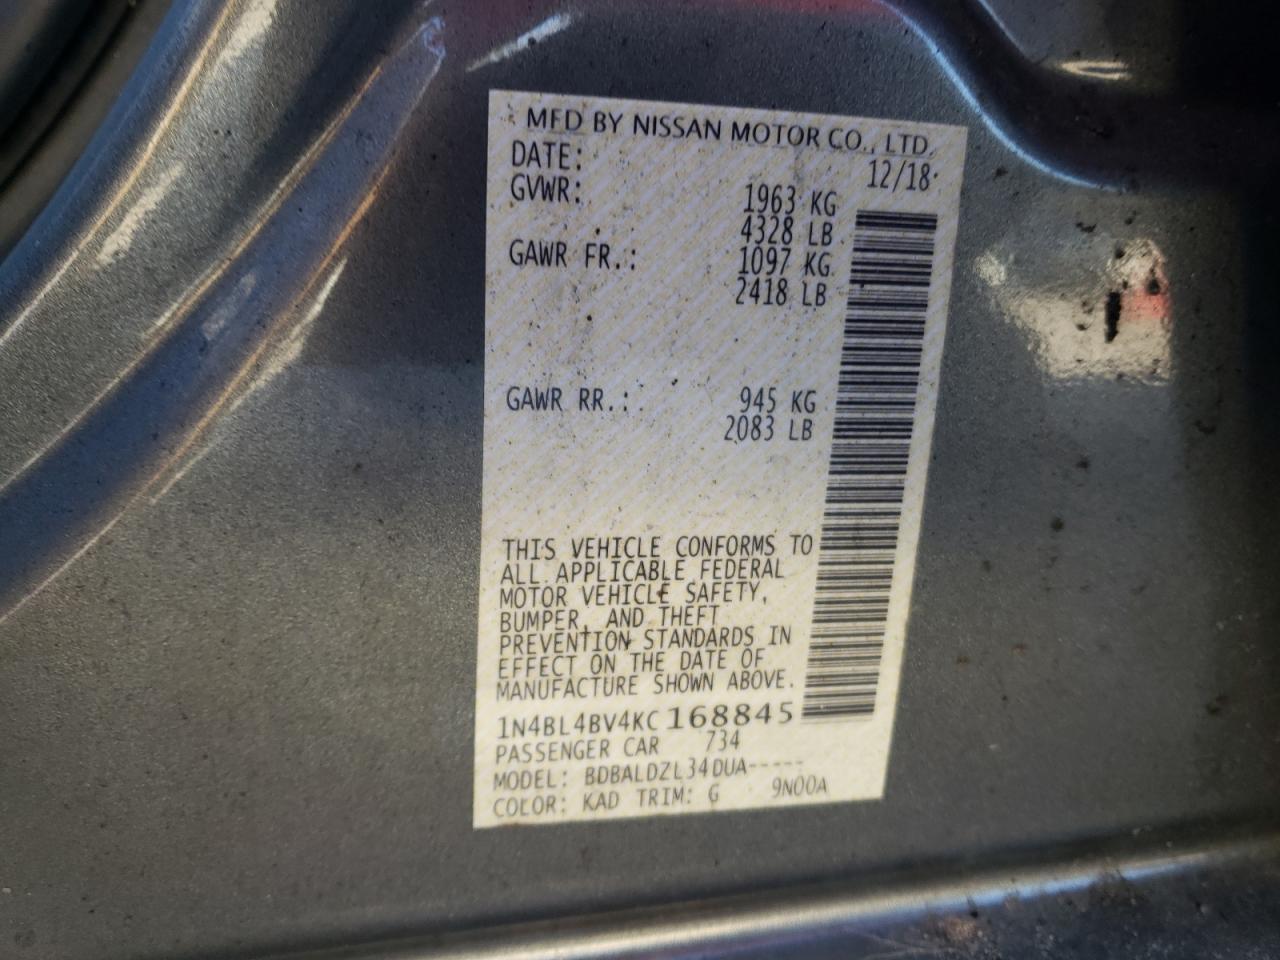 MFD BY NISSAN MOTOR CO., LTD.
DATE: 12/18
GVWR: 1963 KG
4328 LB
GAWR FR.: 1097 KG
2418 LB
GAWR RR.: 945 KG
2083 LB
THIS VEHICLE CONFORMS TO
ALL APPLICABLE FEDERAL
MOTOR VEHICLE SAFETY,
BUMPER, AND THEFT
PREVENTION STANDARDS IN
EFFECT ON THE DATE OF
MANUFACTURE SHOWN ABOVE.
1N4BL4BV4KC168845
PASSENGER CAR 734
MODEL: BDBALDZL34DUA-----
COLOR: KAD TRIM: G 9N00A